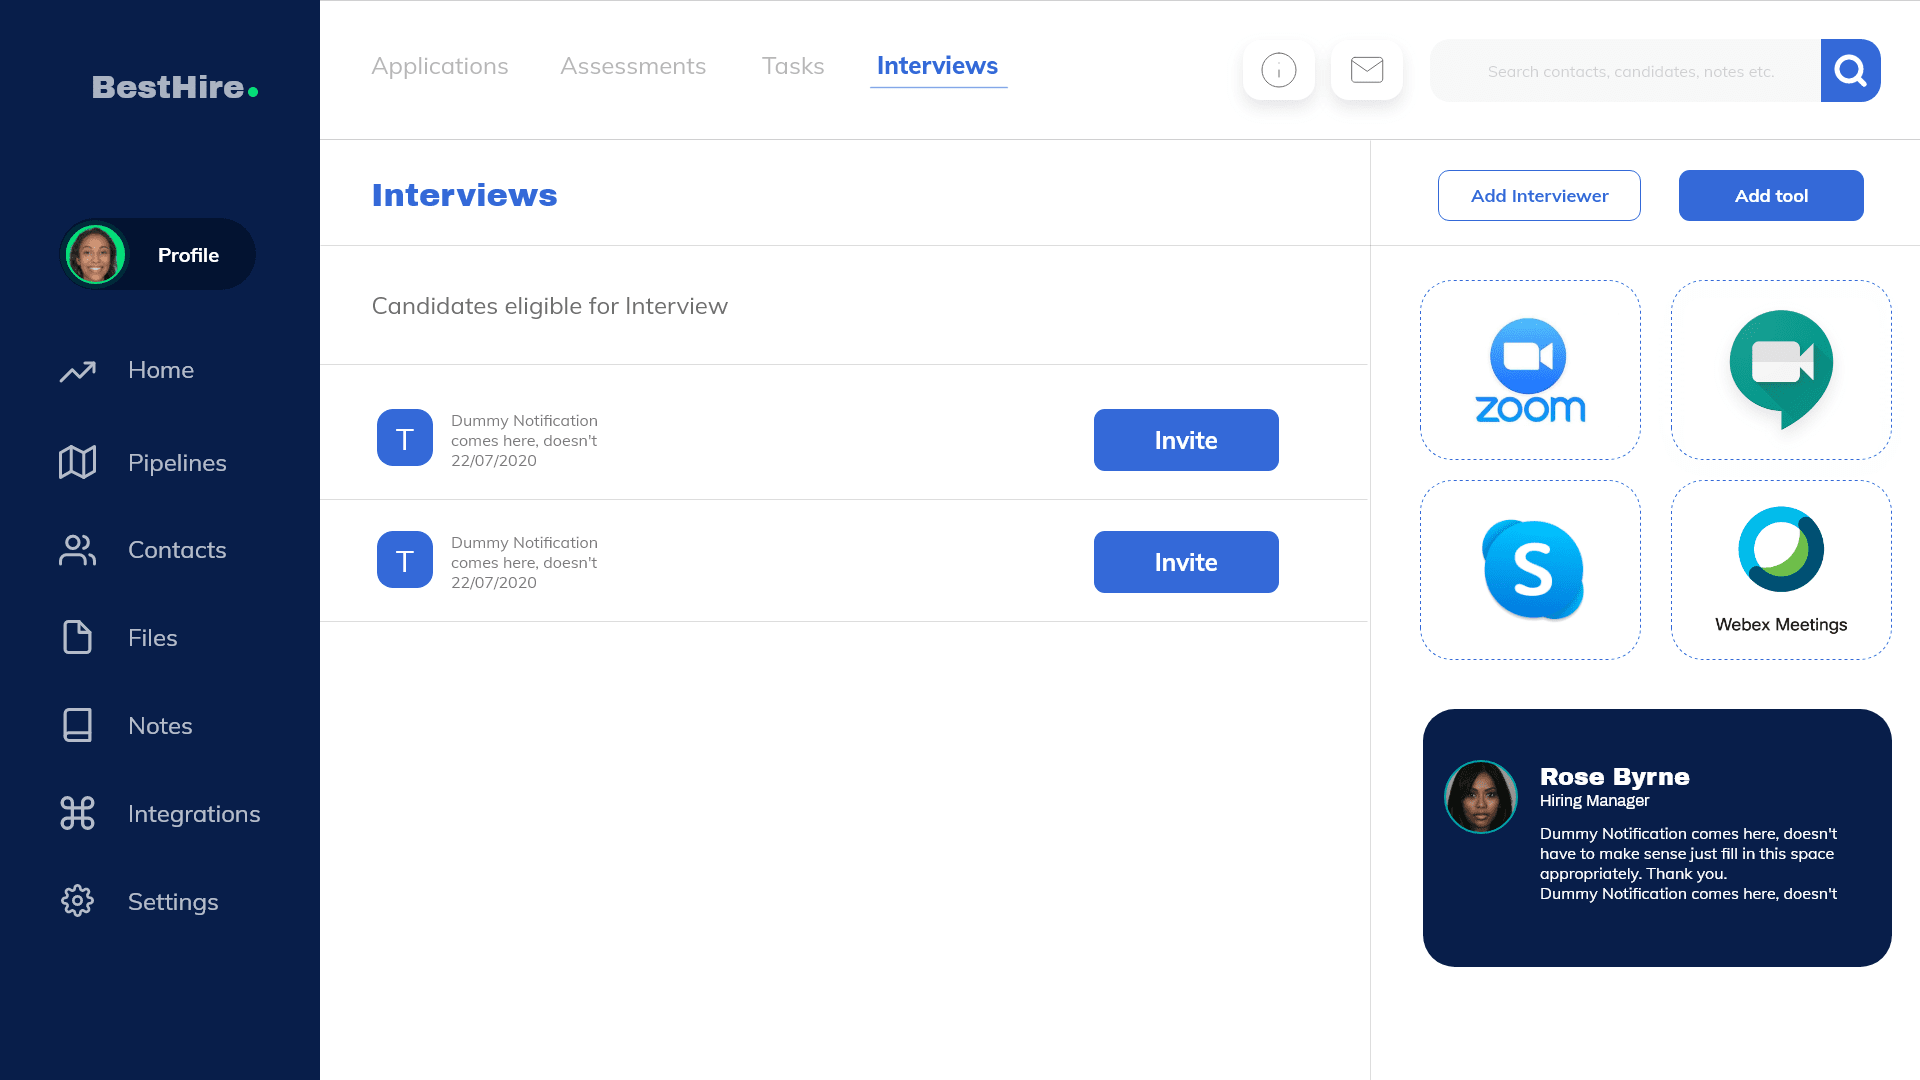 BestHire.
Profile
Home
Pipelines
Contacts
Files
Notes
Integrations
Settings
Applications
Assessments
Tasks
Interviews
Search contacts, candidates, notes etc.
Interviews
Add Interviewer
Add tool
Candidates eligible for Interview
T
Dummy Notification
comes here, doesn't
22/07/2020
Invite
T
Dummy Notification
comes here, doesn't
22/07/2020
Invite
zoom
S
Webex Meetings
Rose Byrne
Hiring Manager
Dummy Notification comes here, doesn't
have to make sense just fill in this space
appropriately. Thank you.
Dummy Notification comes here, doesn't